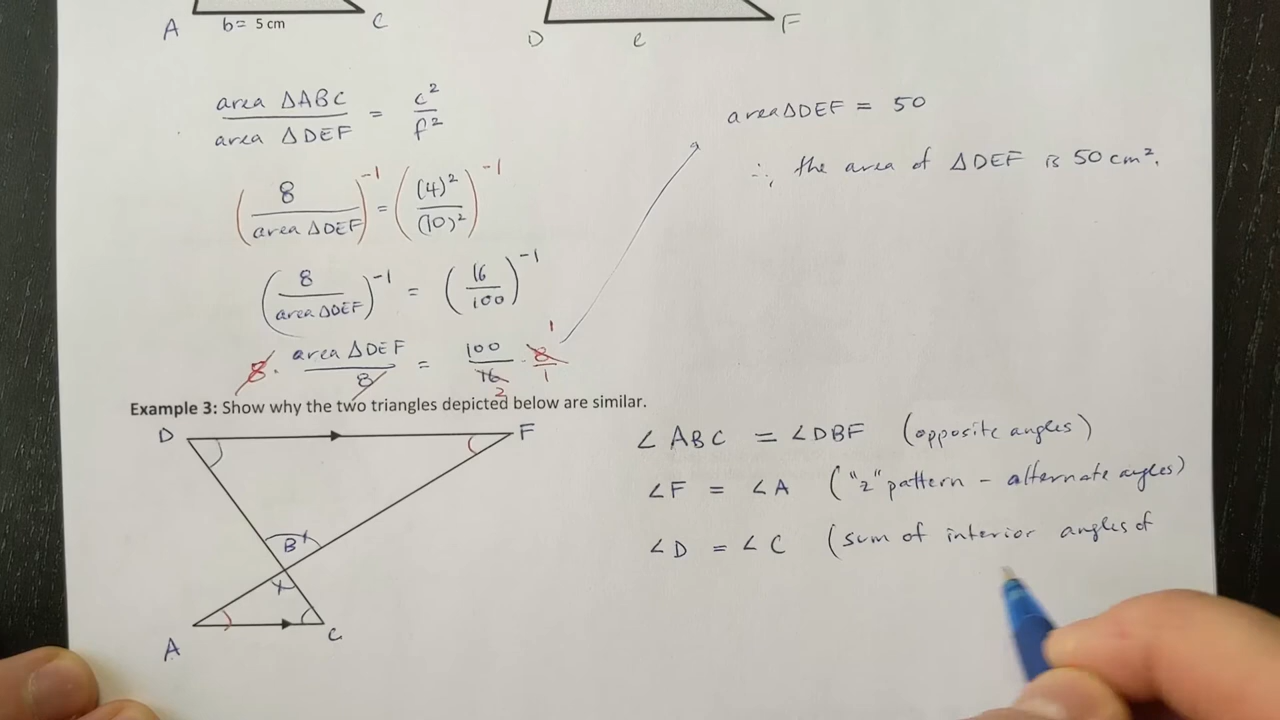 A b= 5 cm C
D e F
area ΔABC / area ΔDEF = c² / f²
(8 / area ΔDEF)⁻¹ = ((4)² / (10)²)⁻¹
(8 / area ΔDEF)⁻¹ = (16 / 100)⁻¹
8 · area ΔDEF / 8 = 100 / 16 · 8 / 1
1
2
area ΔDEF = 50
∴, the area of ΔDEF is 50 cm².
Example 3: Show why the two triangles depicted below are similar.
D F
B
A C
∠ABC = ∠DBF (opposite angles)
∠F = ∠A ("z" pattern - alternate angles)
∠D = ∠C (sum of interior angles of